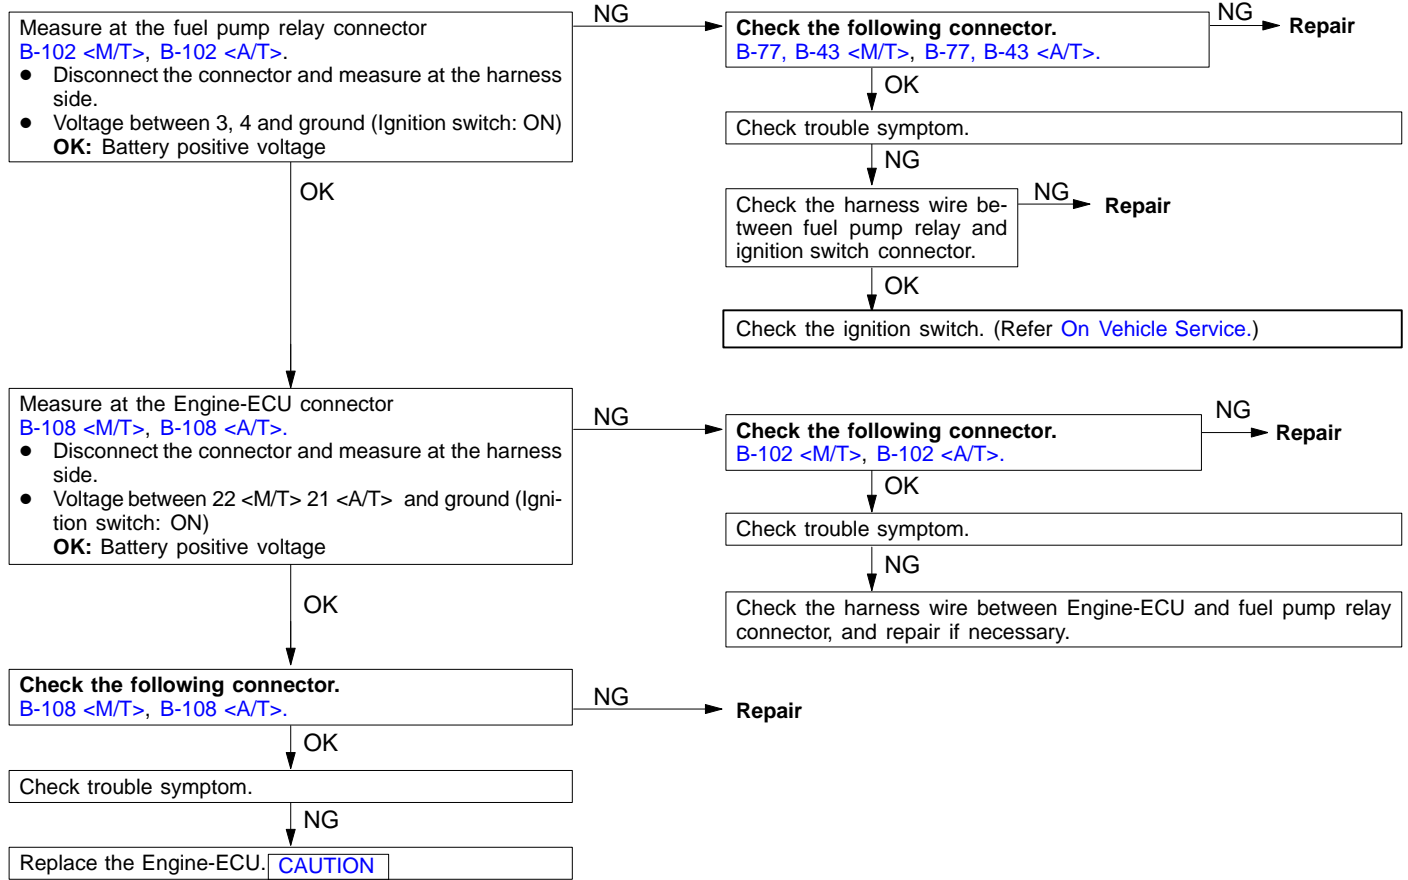 Measure at the fuel pump relay connector
B-102 <M/T>, B-102 <A/T>.
● Disconnect the connector and measure at the harness
side.
● Voltage between 3, 4 and ground (Ignition switch: ON)
OK: Battery positive voltage
NG
Check the following connector.
B-77, B-43 <M/T>, B-77, B-43 <A/T>.
NG
Repair
OK
Check trouble symptom.
NG
Check the harness wire be-
tween fuel pump relay and
ignition switch connector.
NG
Repair
OK
Check the ignition switch. (Refer On Vehicle Service.)
OK
Measure at the Engine-ECU connector
B-108 <M/T>, B-108 <A/T>.
● Disconnect the connector and measure at the harness
side.
● Voltage between 22 <M/T> 21 <A/T> and ground (Igni-
tion switch: ON)
OK: Battery positive voltage
NG
Check the following connector.
B-102 <M/T>, B-102 <A/T>.
NG
Repair
OK
Check trouble symptom.
NG
Check the harness wire between Engine-ECU and fuel pump relay
connector, and repair if necessary.
OK
Check the following connector.
B-108 <M/T>, B-108 <A/T>.
NG
Repair
OK
Check trouble symptom.
NG
Replace the Engine-ECU. CAUTION